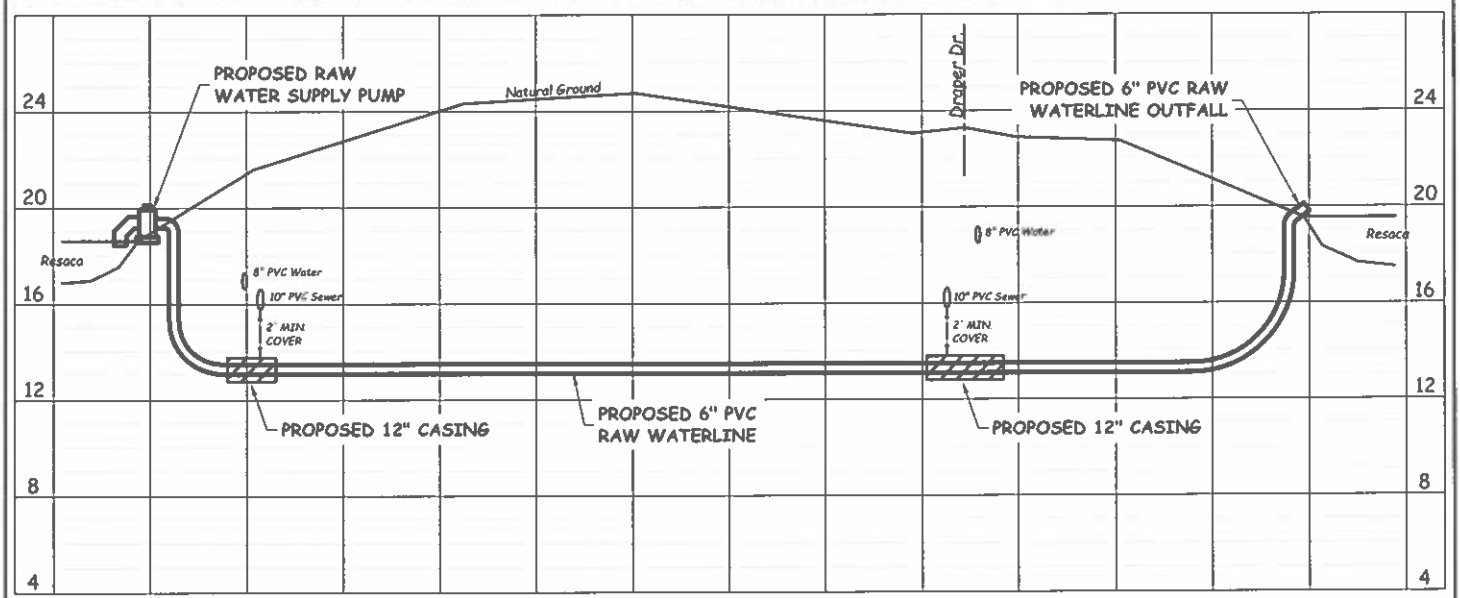 PROPOSED RAW
WATER SUPPLY PUMP
Natural Ground
Draper Dr.
PROPOSED 6" PVC RAW
WATERLINE OUTFALL
24
24
20
20
Resaca
8" PVC Water
Resaca
8" PVC Water
16
10" PVC Sewer
10" PVC Sewer
16
2' MIN.
COVER
2' MIN.
COVER
12
12
PROPOSED 12" CASING
PROPOSED 6" PVC
RAW WATERLINE
PROPOSED 12" CASING
8
8
4
4